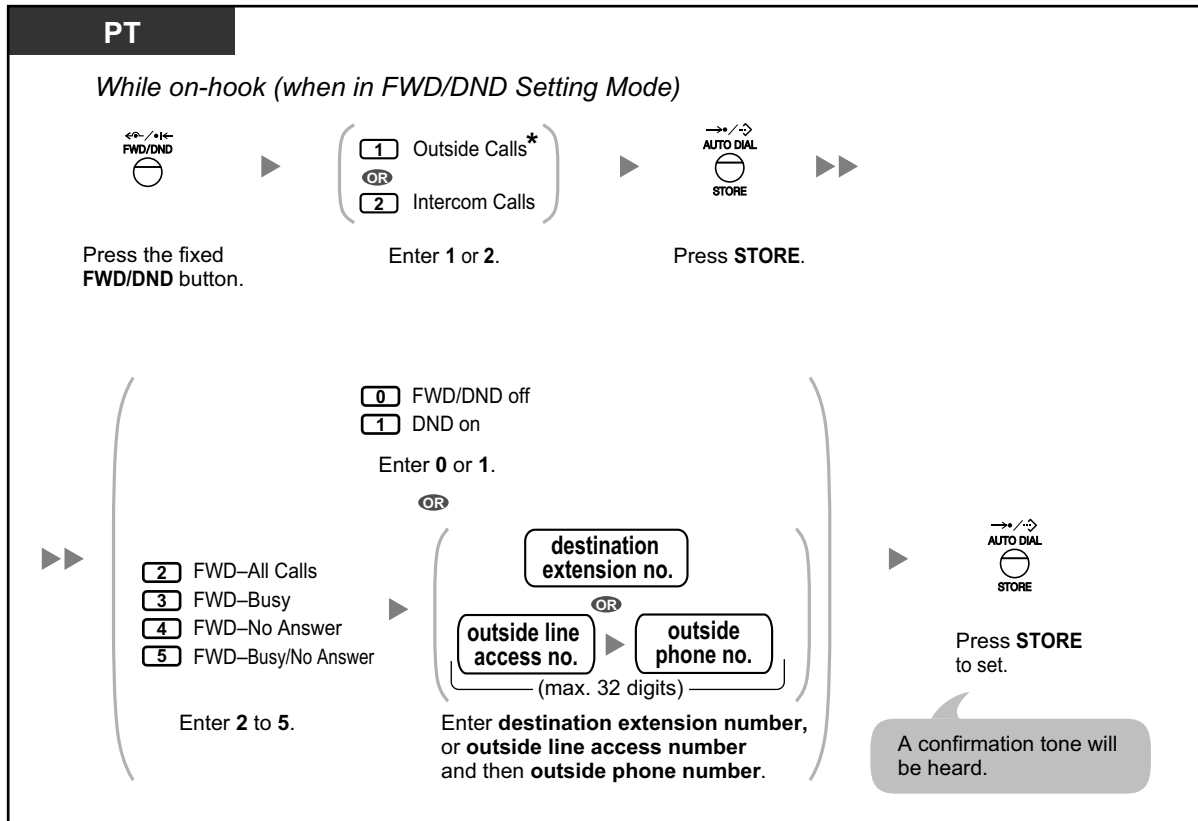 PT
While on-hook (when in FWD/DND Setting Mode)
FWD/DND
Press the fixed
FWD/DND button.
1 Outside Calls*
OR
2 Intercom Calls
Enter 1 or 2.
AUTO DIAL
STORE
Press STORE.
0 FWD/DND off
1 DND on
Enter 0 or 1.
OR
2 FWD–All Calls
3 FWD–Busy
4 FWD–No Answer
5 FWD–Busy/No Answer
Enter 2 to 5.
destination
extension no.
OR
outside line
access no.
outside
phone no.
(max. 32 digits)
Enter destination extension number,
or outside line access number
and then outside phone number.
AUTO DIAL
STORE
Press STORE
to set.
A confirmation tone will
be heard.